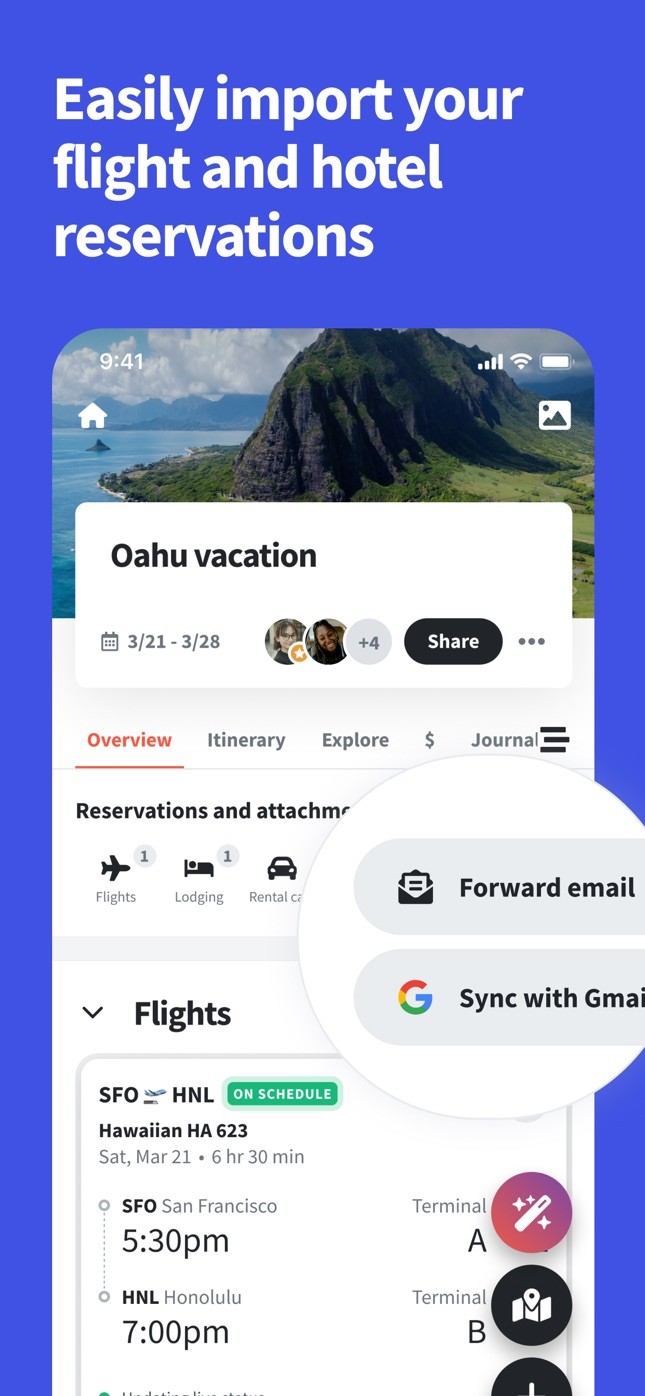 Easily import your
flight and hotel
reservations
9:41
Oahu vacation
3/21 - 3/28
+4
Share
Overview
Itinerary
Explore
$
Journal
Reservations and
1
1
Flights
Lodging
Rental
Forward email
Sync with
Flights
SFO HNL ON SCHEDULE
Hawaiian HA 623
Sat, Mar 21 • 6 hr 30 min
SFO San Francisco Terminal
5:30pm A
HNL Honolulu Terminal
7:00pm B